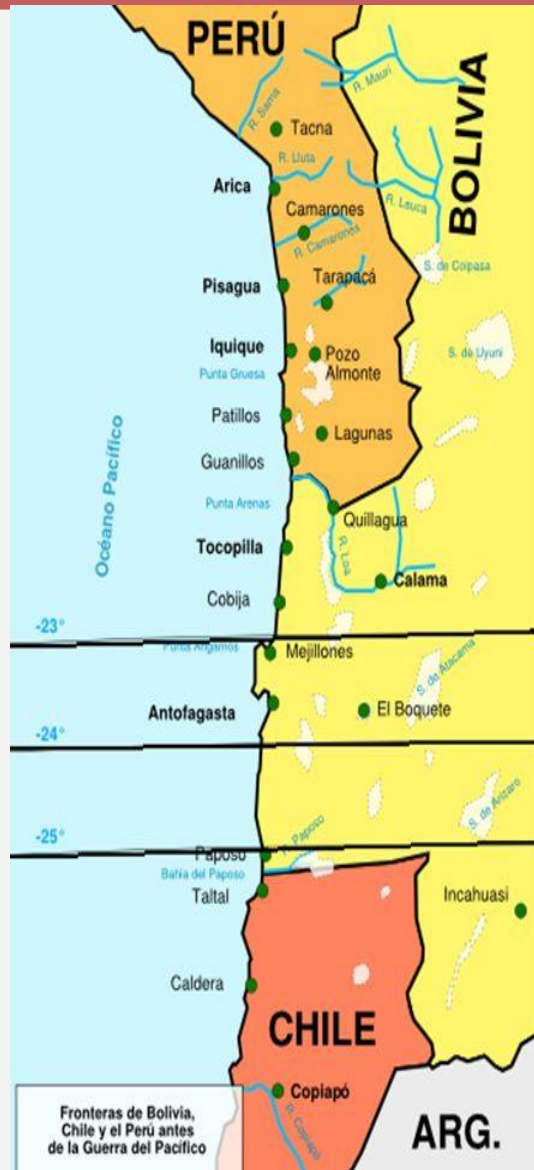 PERÚ
BOLIVIA
R. Mauri
R. Sama
Tacna
R. Lluta
Arica
R. Lauca
Camarones
R. Camarones
S. de Coipasa
Tarapacá
Pisagua
Iquique
Pozo
Almonte
S. de Uyuni
Punta Gruesa
Patillos
Lagunas
Guanillos
Océano Pacífico
Punta Arenas
Quillagua
R. Loa
Tocopilla
Calama
Cobija
-23°
Punta Angamos
Mejillones
S. de Atacama
Antofagasta
El Boquete
-24°
S. de Arizaro
-25°
Paposo
R. Paposo
Bahía del Paposo
Taltal
Incahuasi
Caldera
CHILE
Copiapó
R. Copiapó
ARG.
Fronteras de Bolivia,
Chile y el Perú antes
de la Guerra del Pacífico